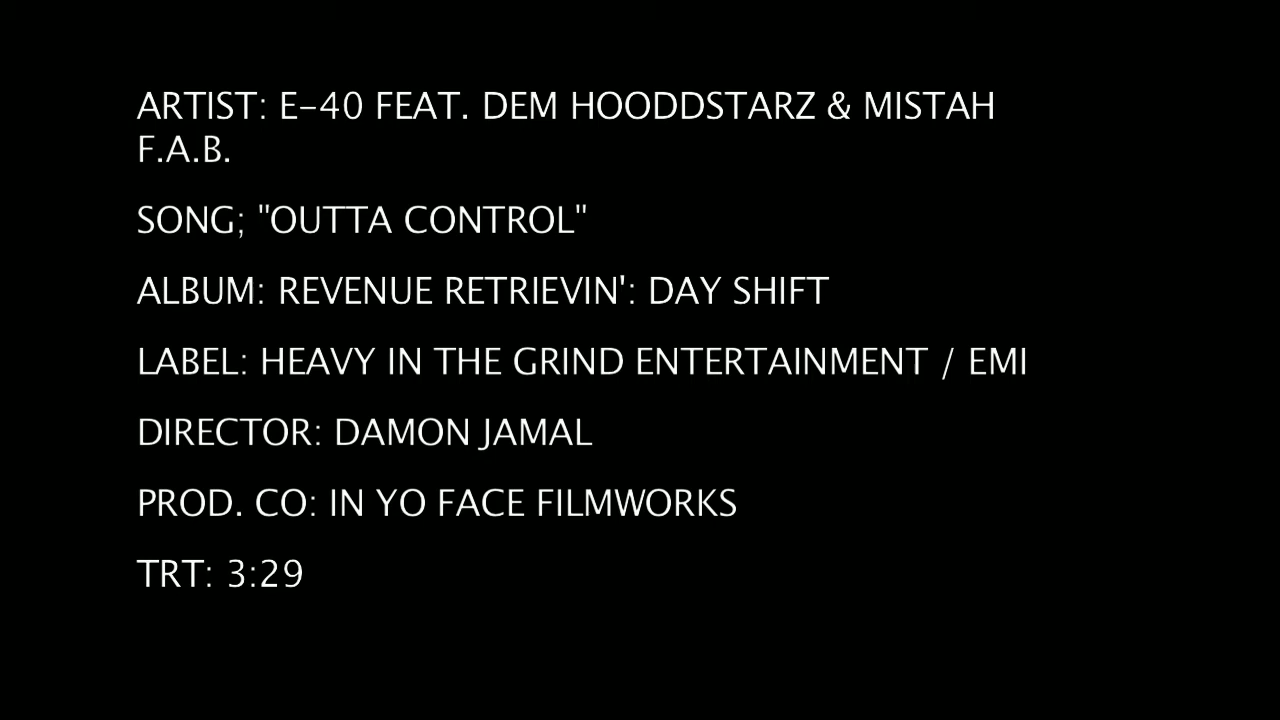 ARTIST: E-40 FEAT. DEM HOODDSTARZ & MISTAH
F.A.B.
SONG; "OUTTA CONTROL"
ALBUM: REVENUE RETRIEVIN': DAY SHIFT
LABEL: HEAVY IN THE GRIND ENTERTAINMENT / EMI
DIRECTOR: DAMON JAMAL
PROD. CO: IN YO FACE FILMWORKS
TRT: 3:29